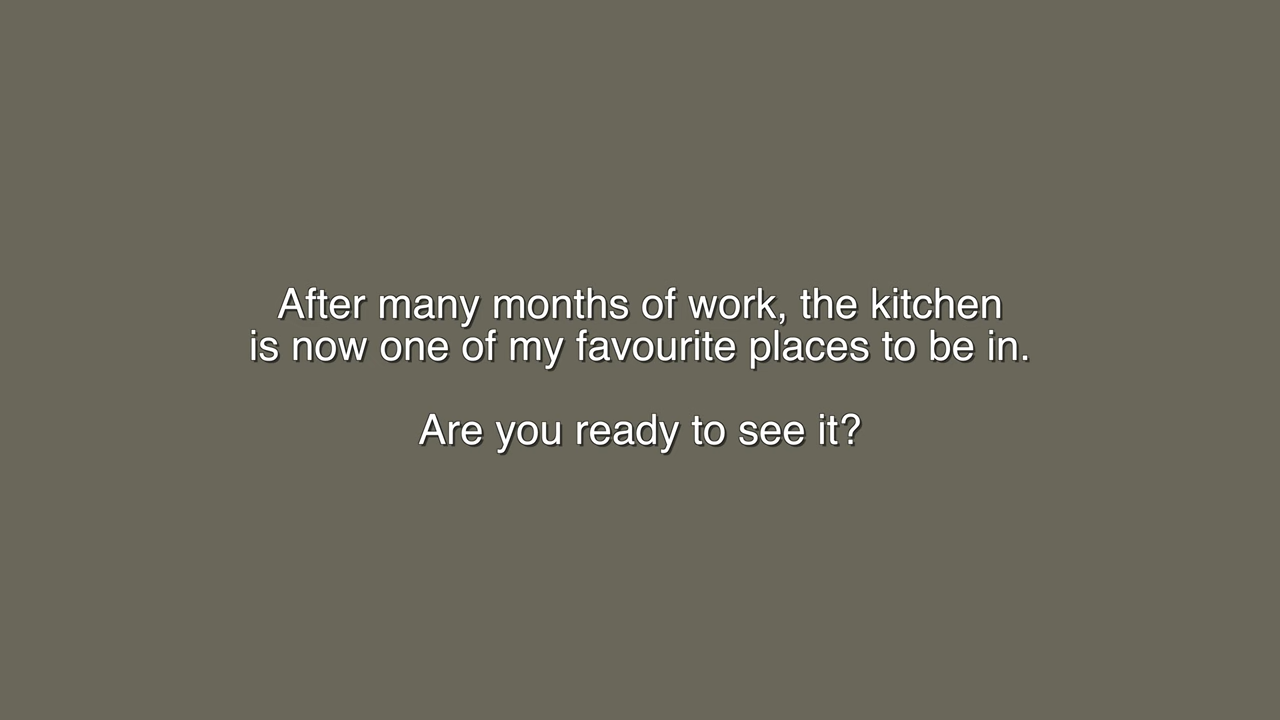 After many months of work, the kitchen
is now one of my favourite places to be in.
Are you ready to see it?